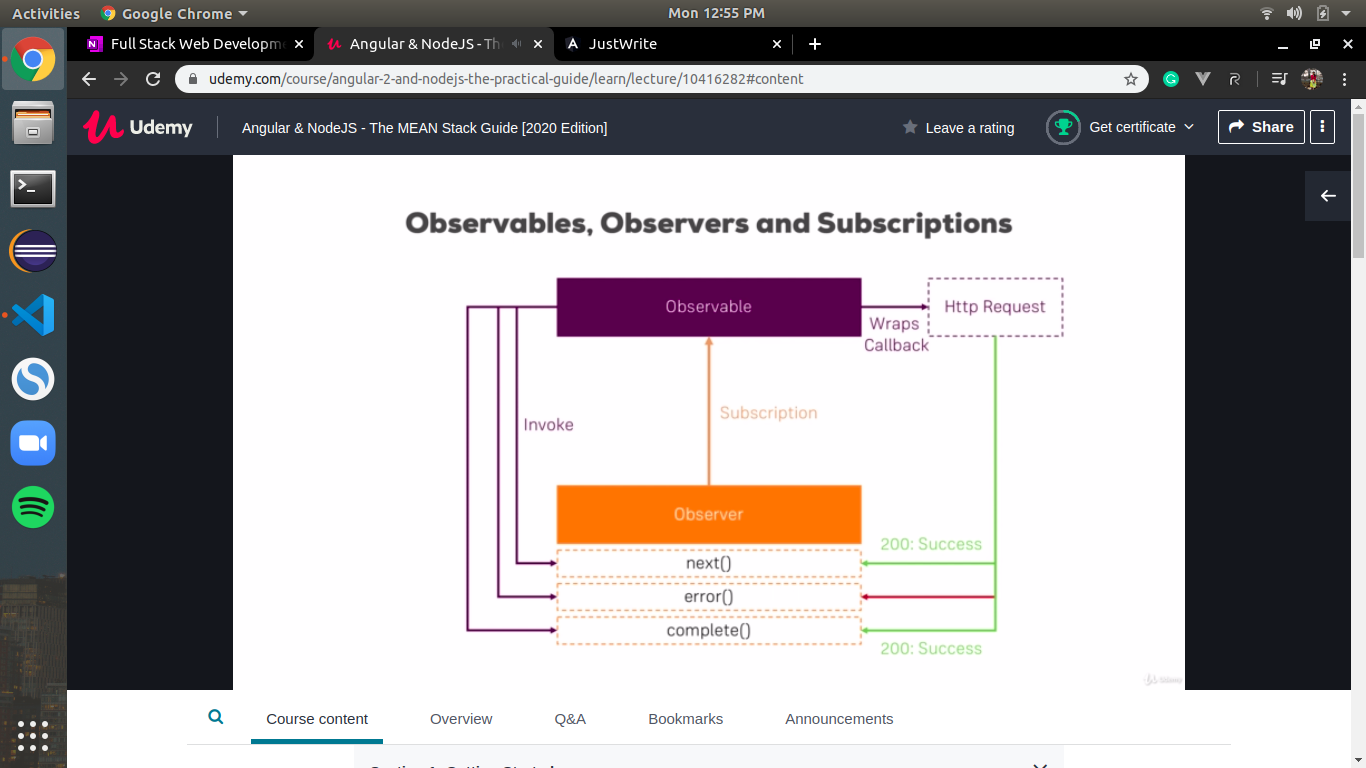 Activities
Google Chrome
Mon 12:55 PM
Full Stack Web Developm
Angular & NodeJS - Th
JustWrite
udemy.com/course/angular-2-and-nodejs-the-practical-guide/learn/lecture/10416282#content
Udemy
Angular & NodeJS - The MEAN Stack Guide [2020 Edition]
Leave a rating
Get certificate
Share
Observables, Observers and Subscriptions
Observable
Http Request
Wraps
Callback
Subscription
Invoke
Observer
200: Success
next()
error()
complete()
200: Success
Udemy
Course content
Overview
Q&A
Bookmarks
Announcements